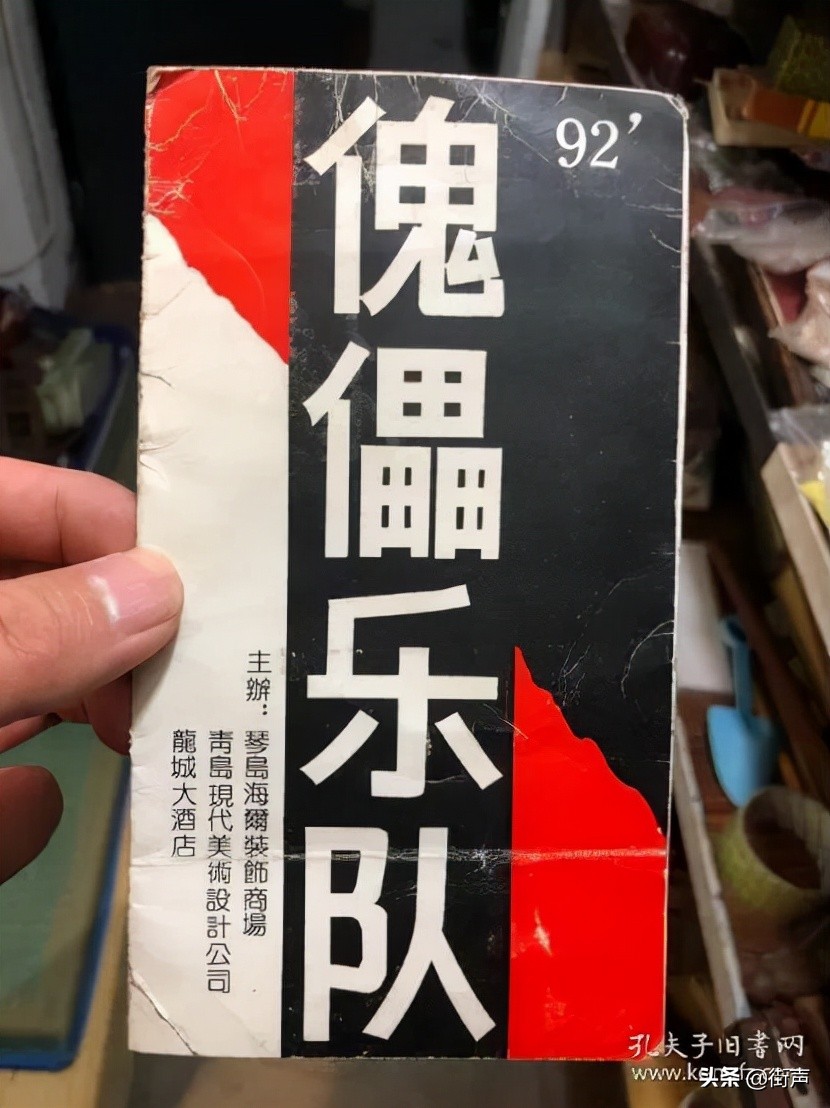 92'
傀儡乐队
主辦：琴島海爾裝飾商場
靑島現代美術設計公司
龍城大酒店
孔夫子旧书网
头条 @街声